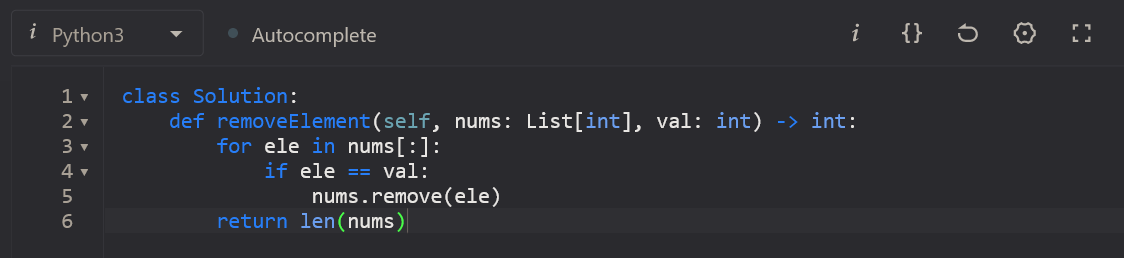 i Python3 Autocomplete i {}
1 class Solution:
2     def removeElement(self, nums: List[int], val: int) -> int:
3         for ele in nums[:]:
4             if ele == val:
5                 nums.remove(ele)
6         return len(nums)